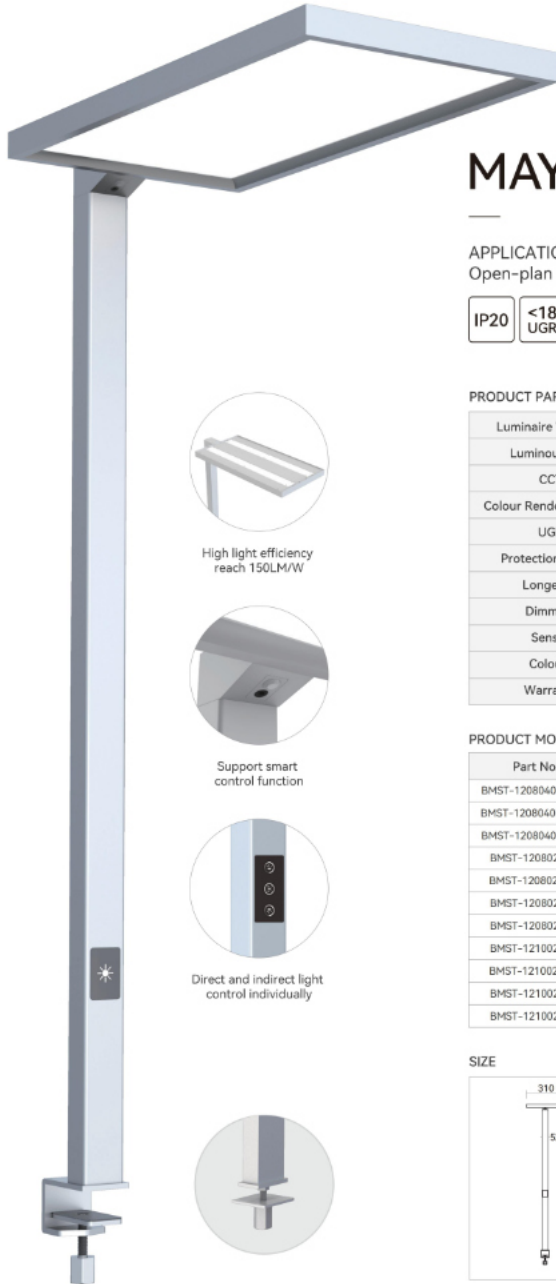 MAY
APPLICATIO
Open-plan
IP20
<18
UGR
High light efficiency
reach 150LM/W
Support smart
control function
Direct and indirect light
control individually
PRODUCT PAR
Luminaire
Luminou
CC
Colour Rende
UG
Protection
Longe
Dimm
Sens
Colo
Warra
PRODUCT MO
Part No
BMST-1208040
BMST-1208040
BMST-1208040
BMST-120802
BMST-120802
BMST-120802
BMST-120802
BMST-121002
BMST-121002
BMST-121002
BMST-121002
SIZE
310